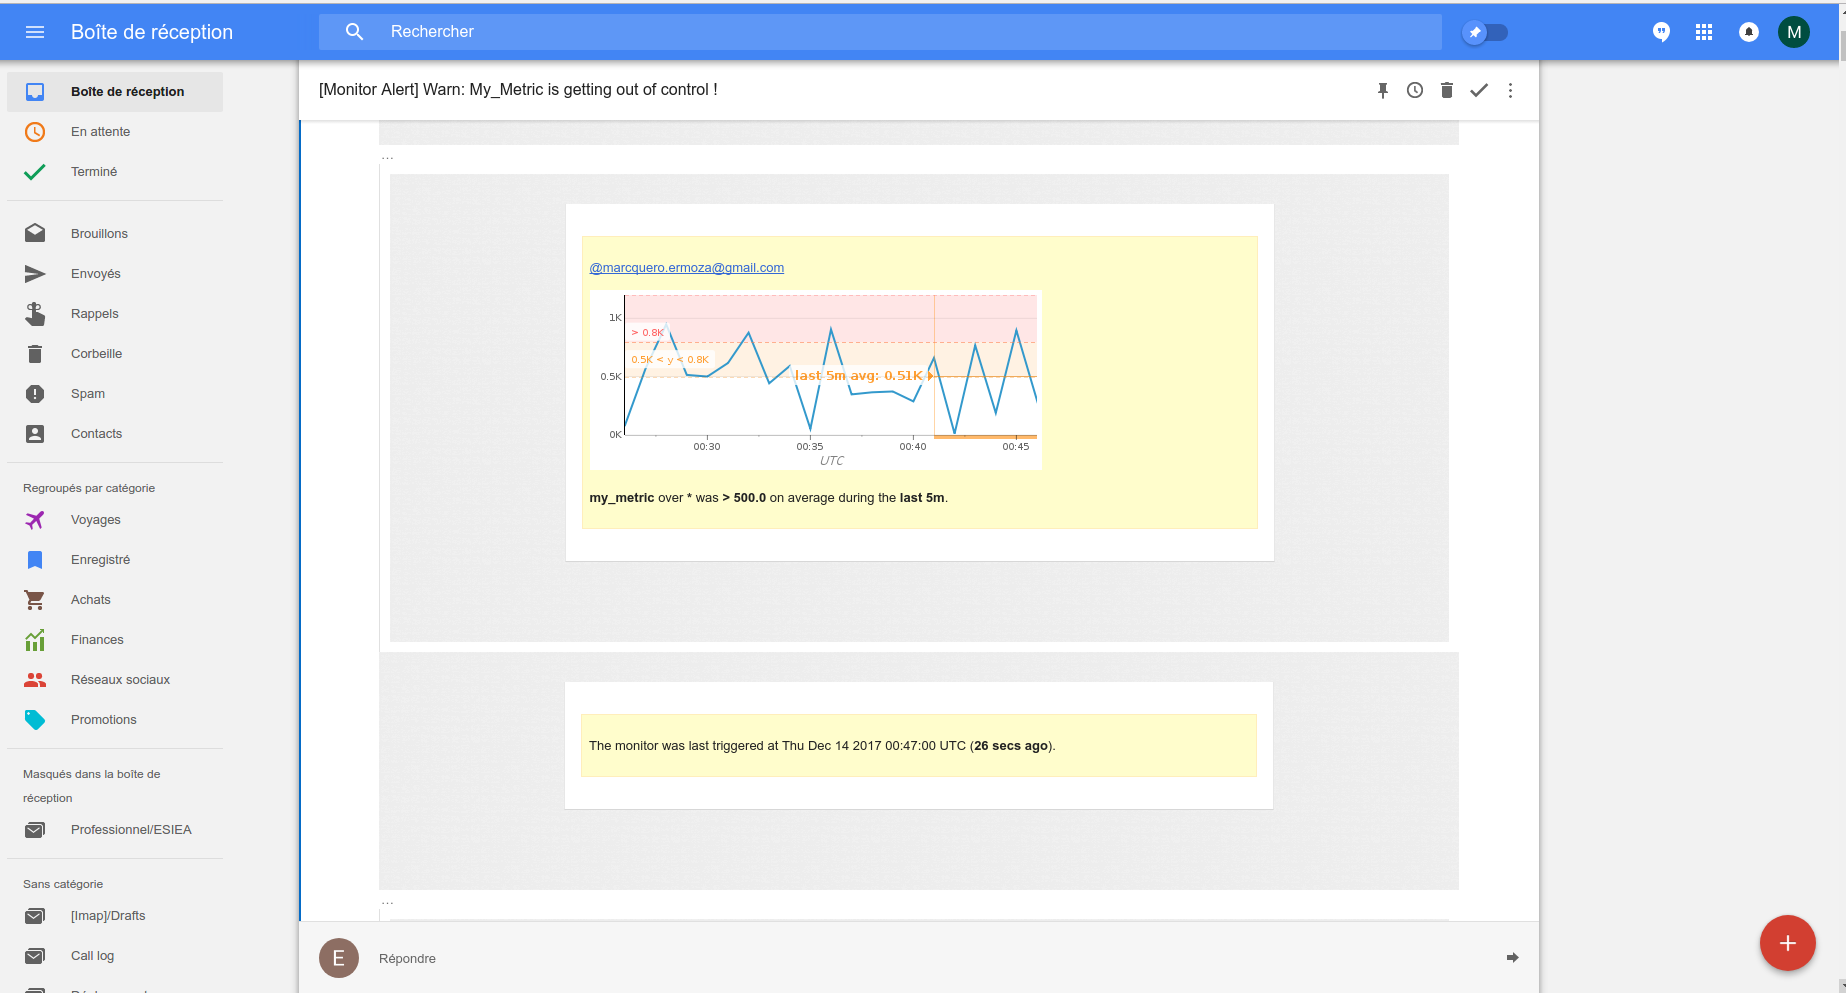 Boîte de réception
Rechercher
M
Boîte de réception
En attente
Terminé
Brouillons
Envoyés
Rappels
Corbeille
Spam
Contacts
Regroupés par catégorie
Voyages
Enregistré
Achats
Finances
Réseaux sociaux
Promotions
Masqués dans la boîte de
réception
Professionnel/ESIEA
Sans catégorie
[Imap]/Drafts
Call log
[Monitor Alert] Warn: My_Metric is getting out of control !
...
@marcquero.ermoza@gmail.com
1K
> 0.8K
0.5K < y < 0.8K
0.5K
last 5m avg: 0.51K
0K
00:30 00:35 00:40 00:45
UTC
my_metric over * was > 500.0 on average during the last 5m.
The monitor was last triggered at Thu Dec 14 2017 00:47:00 UTC (26 secs ago).
...
E
Répondre